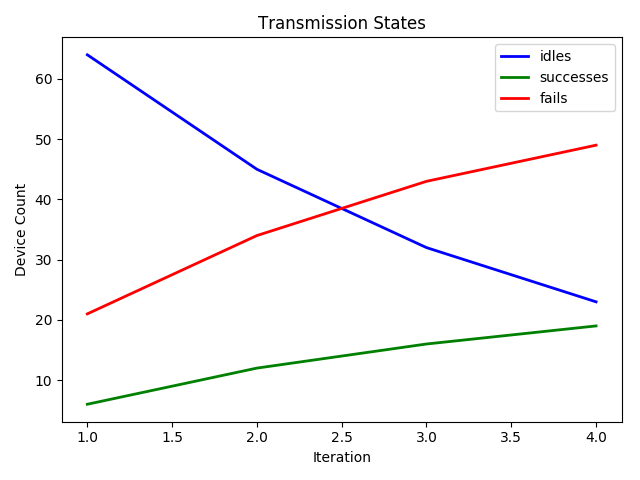 Transmission States
idles
successes
fails
Device Count
60
50
40
30
20
10
1.0 1.5 2.0 2.5 3.0 3.5 4.0
Iteration